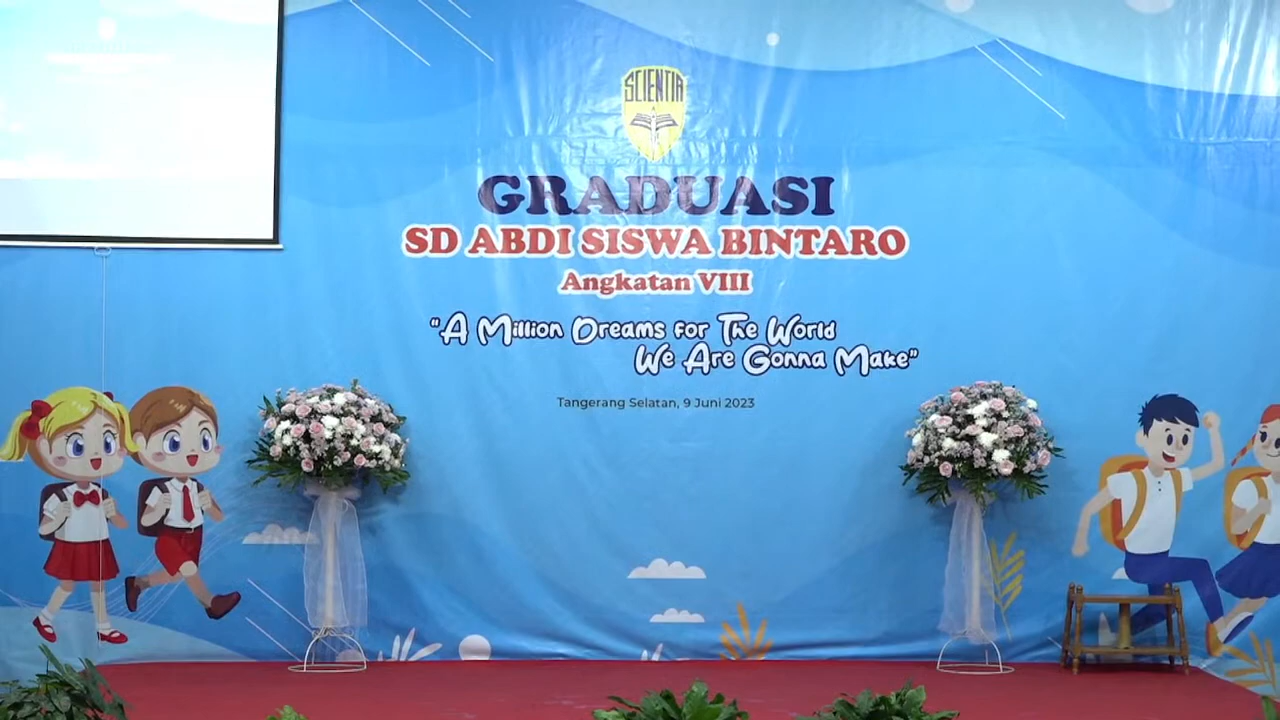 SCIENTIA
GRADUASI
SD ABDI SISWA BINTARO
Angkatan VIII
"A Million Dreams for The World
We Are Gonna Make"
Tangerang Selatan, 9 Juni 2023